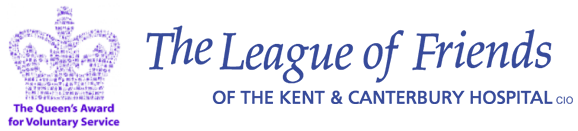 The League of Friends
OF THE KENT & CANTERBURY HOSPITAL CIO
The Queen's Award
for Voluntary Service